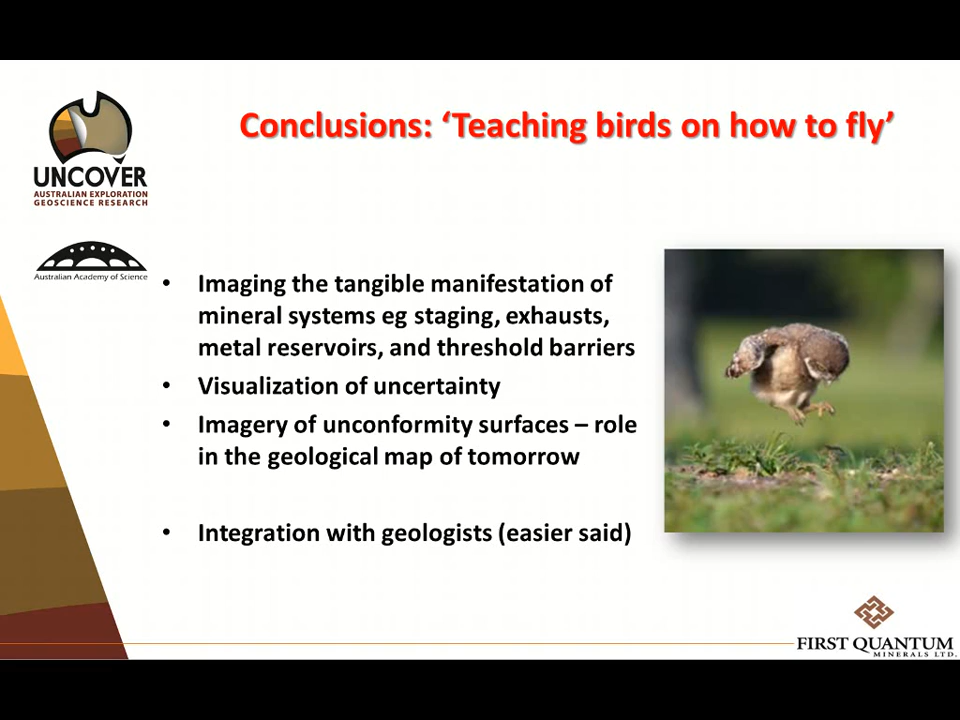 Conclusions: ‘Teaching birds on how to fly’
UNCOVER
AUSTRALIAN EXPLORATION
GEOSCIENCE RESEARCH
Australian Academy of Science
• Imaging the tangible manifestation of
mineral systems eg staging, exhausts,
metal reservoirs, and threshold barriers
• Visualization of uncertainty
• Imagery of unconformity surfaces – role
in the geological map of tomorrow
• Integration with geologists (easier said)
FIRST QUANTUM
MINERALS LTD.